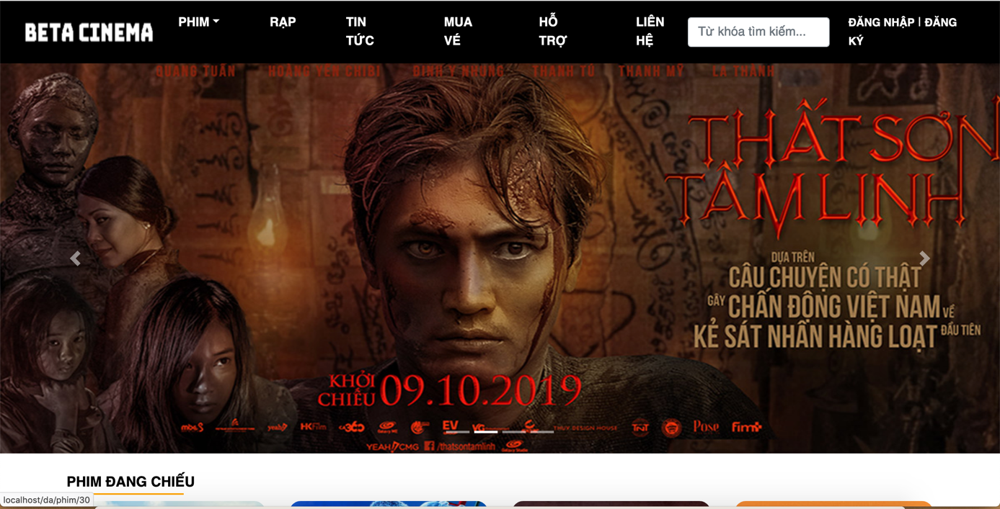 BETA CINEMA
PHIM
RẠP
TIN
TỨC
MUA
VÉ
HỖ
TRỢ
LIÊN
HỆ
Từ khóa tìm kiếm...
ĐĂNG NHẬP | ĐĂNG
KÝ
QUANG TUẤN HOÀNG YẾN CHIBI ĐINH Y NHUNG THANH TÚ THANH MỸ LA THÀNH
THẤT SƠN
TÂM LINH
DỰA TRÊN
CÂU CHUYỆN CÓ THẬT
GÂY CHẤN ĐỘNG VIỆT NAM VỀ
KẺ SÁT NHÂN HÀNG LOẠT ĐẦU TIÊN
KHỞI
CHIẾU 09.10.2019
yeah1 HKFilm EV VG THUY DESIGN HOUSE TNT Pose Fim+
YEAH1CMG /thatsontamlinh Galaxy Studio
PHIM ĐANG CHIẾU
localhost/da/phim/30